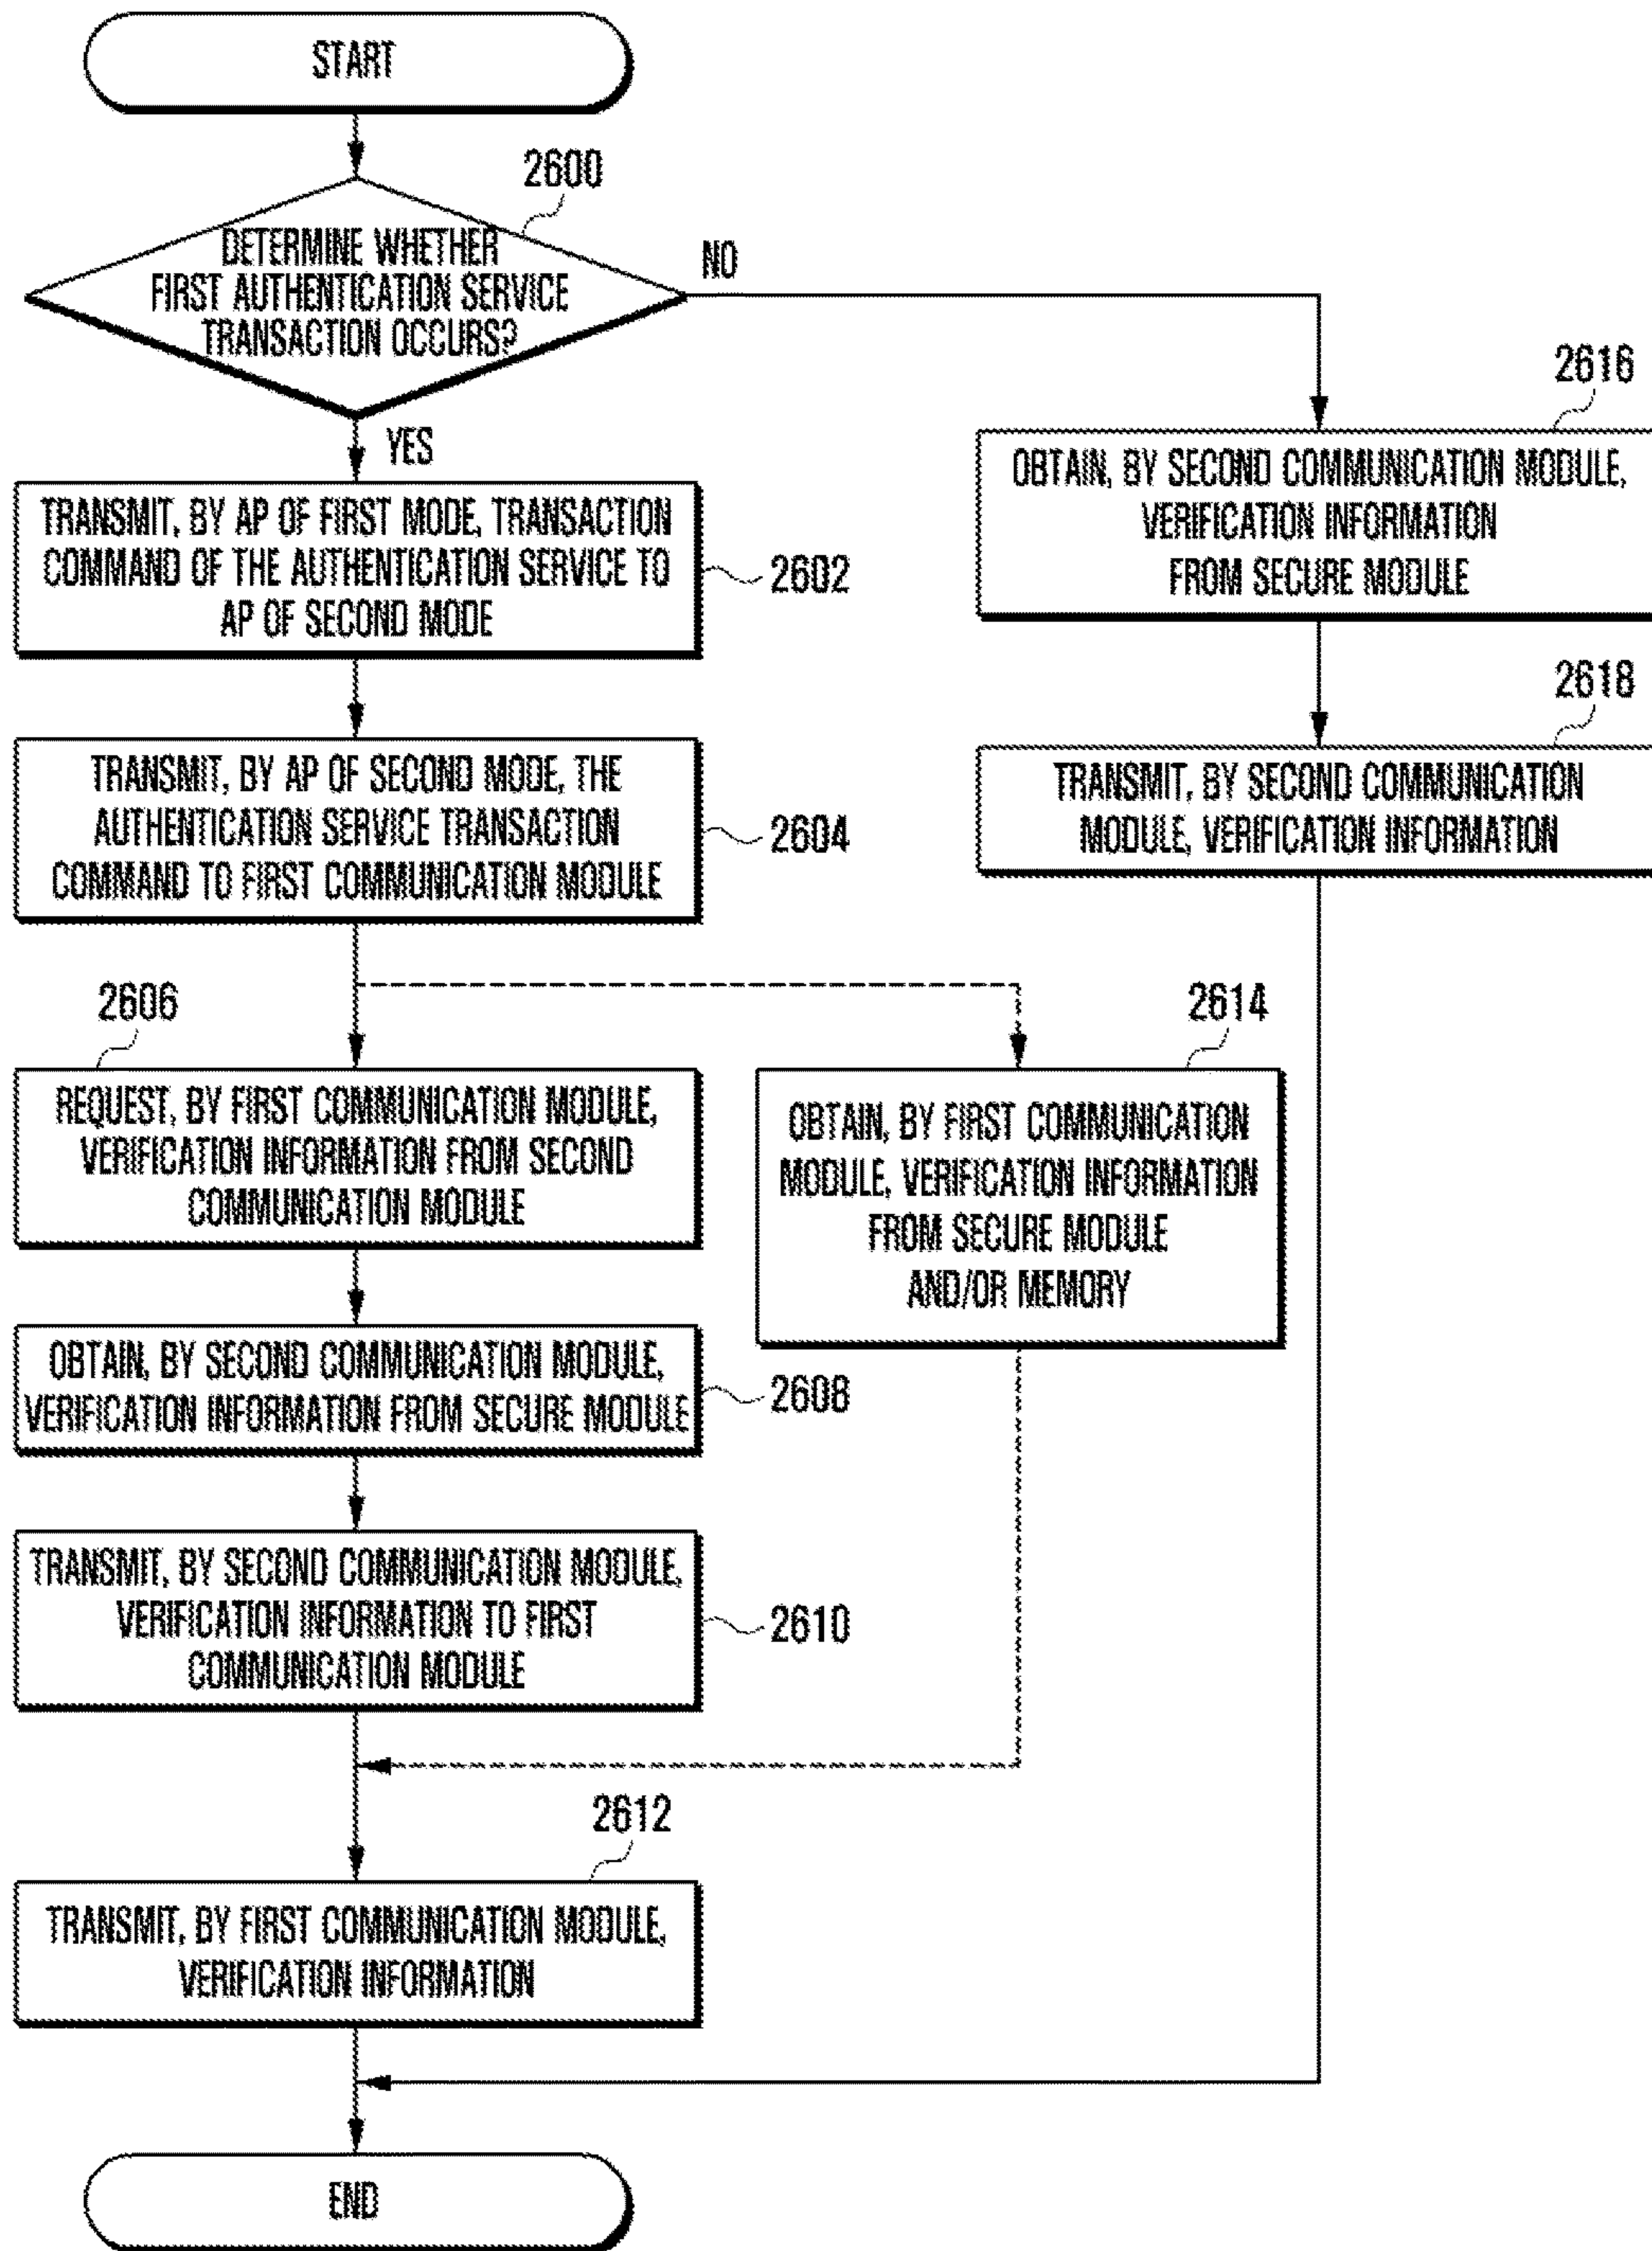 START
2600
DETERMINE WHETHER
FIRST AUTHENTICATION SERVICE
TRANSACTION OCCURS?
NO
YES
TRANSMIT, BY AP OF FIRST MODE, TRANSACTION
COMMAND OF THE AUTHENTICATION SERVICE TO
AP OF SECOND MODE
2602
TRANSMIT, BY AP OF SECOND MODE, THE
AUTHENTICATION SERVICE TRANSACTION
COMMAND TO FIRST COMMUNICATION MODULE
2604
2606
REQUEST, BY FIRST COMMUNICATION MODULE,
VERIFICATION INFORMATION FROM SECOND
COMMUNICATION MODULE
OBTAIN, BY SECOND COMMUNICATION MODULE,
VERIFICATION INFORMATION FROM SECURE MODULE
2608
TRANSMIT, BY SECOND COMMUNICATION MODULE,
VERIFICATION INFORMATION TO FIRST
COMMUNICATION MODULE
2610
2614
OBTAIN, BY FIRST COMMUNICATION
MODULE, VERIFICATION INFORMATION
FROM SECURE MODULE
AND/OR MEMORY
2612
TRANSMIT, BY FIRST COMMUNICATION MODULE,
VERIFICATION INFORMATION
2616
OBTAIN, BY SECOND COMMUNICATION MODULE,
VERIFICATION INFORMATION
FROM SECURE MODULE
2618
TRANSMIT, BY SECOND COMMUNICATION
MODULE, VERIFICATION INFORMATION
END